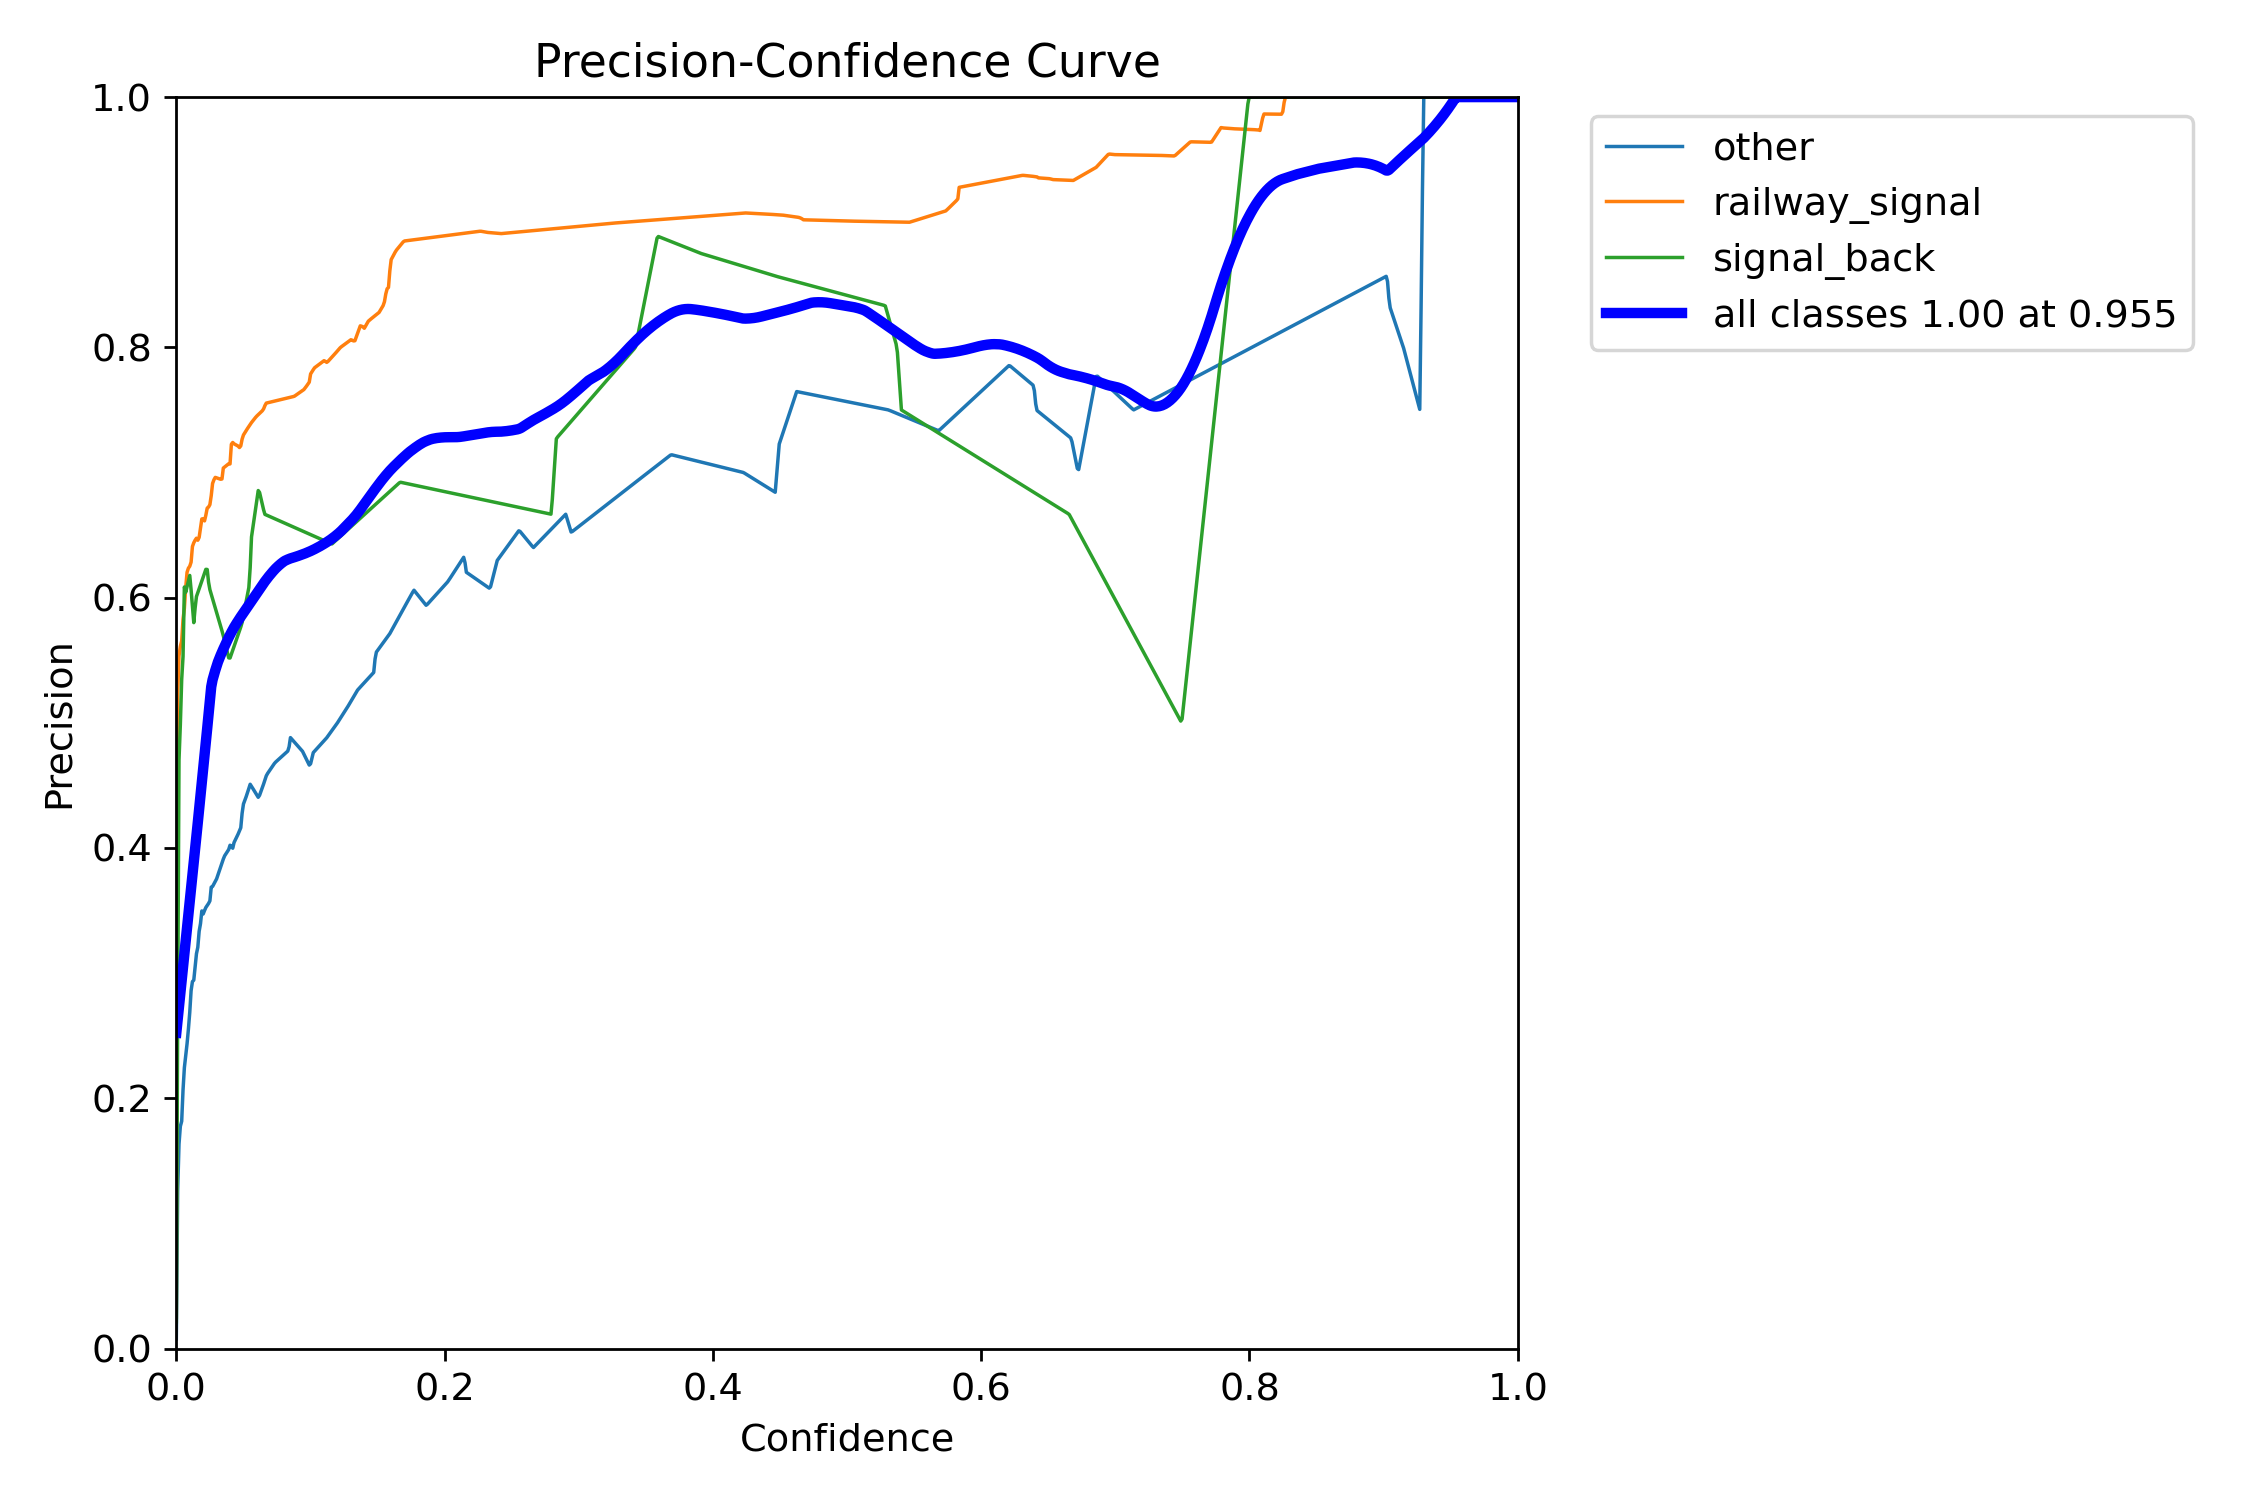 Precision-Confidence Curve
1.0
0.8
0.6
0.4
0.2
0.0
Precision
0.0 0.2 0.4 0.6 0.8 1.0
Confidence
other
railway_signal
signal_back
all classes 1.00 at 0.955